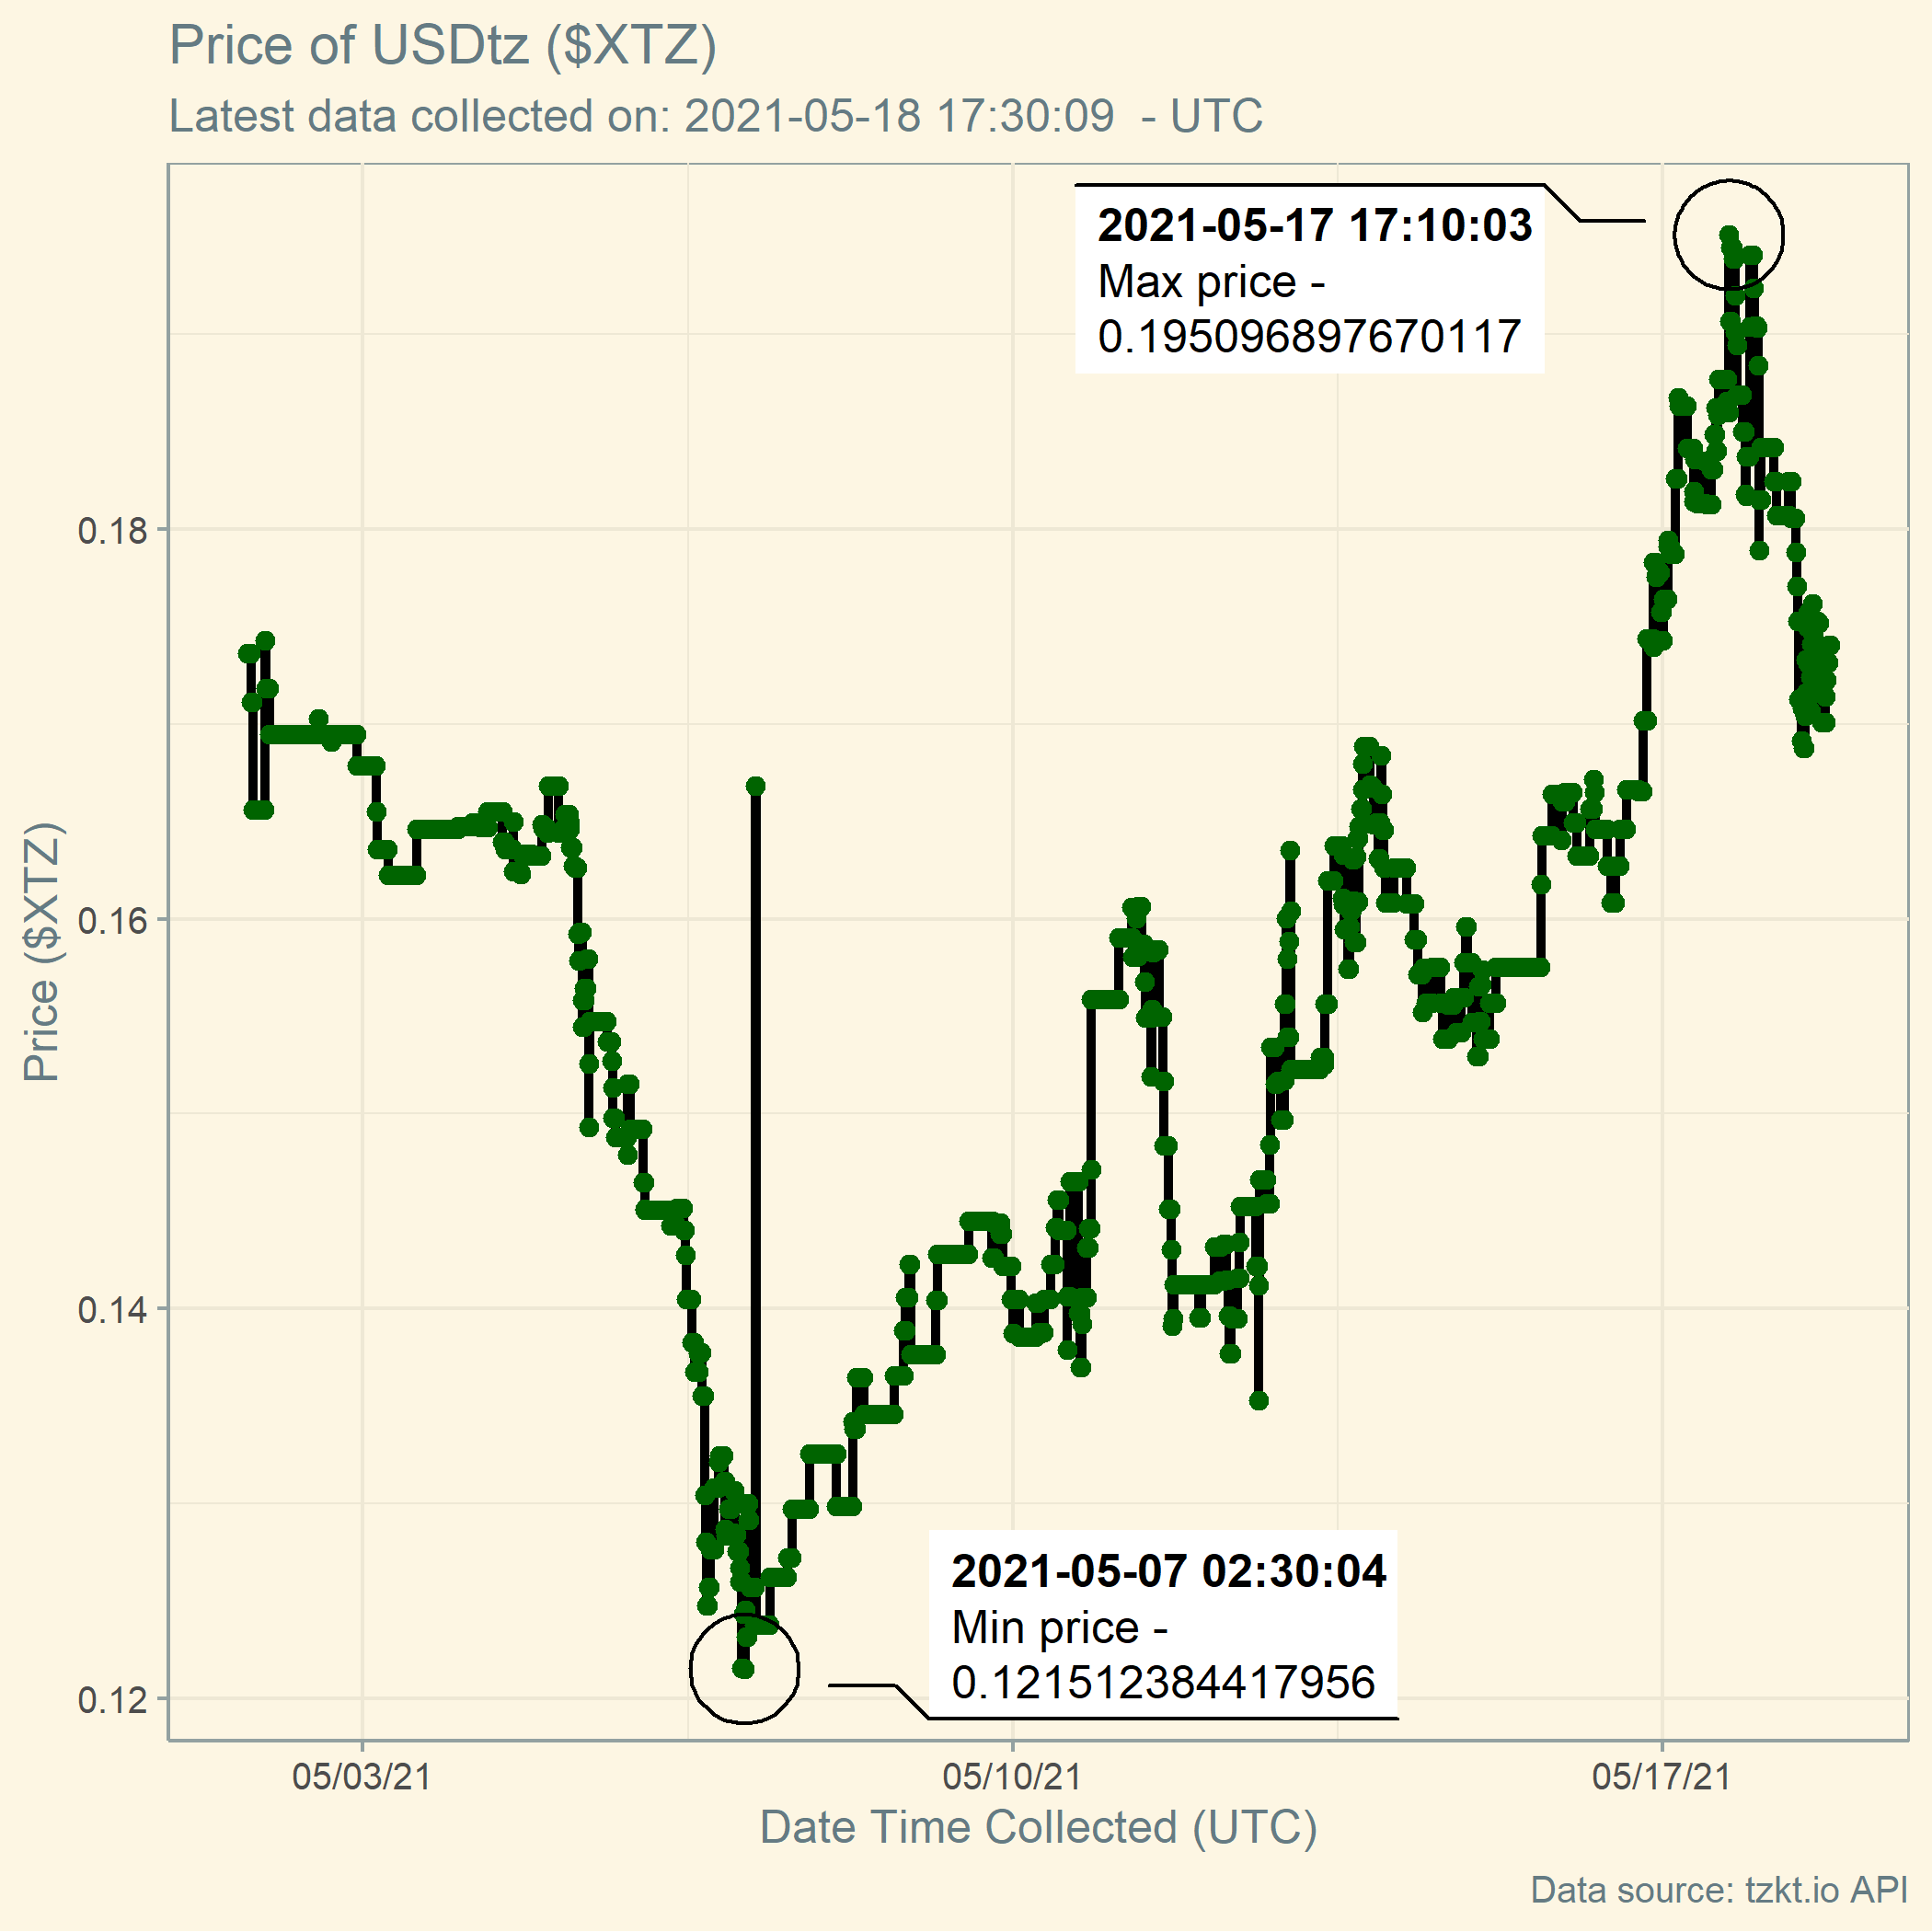 Price of USDtz ($XTZ)
Latest data collected on: 2021-05-18 17:30:09  - UTC
2021-05-17 17:10:03
Max price -
0.195096897670117
0.18
0.16
0.14
0.12
Price ($XTZ)
2021-05-07 02:30:04
Min price -
0.121512384417956
05/03/21
05/10/21
05/17/21
Date Time Collected (UTC)
Data source: tzkt.io API